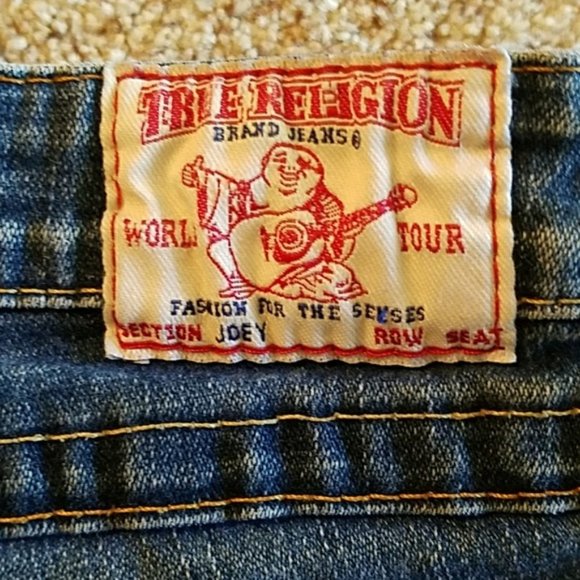 TRUE RELIGION
BRAND JEANS®
WORLD TOUR
FASHION FOR THE SENSES
SECTION JOEY ROW SEAT